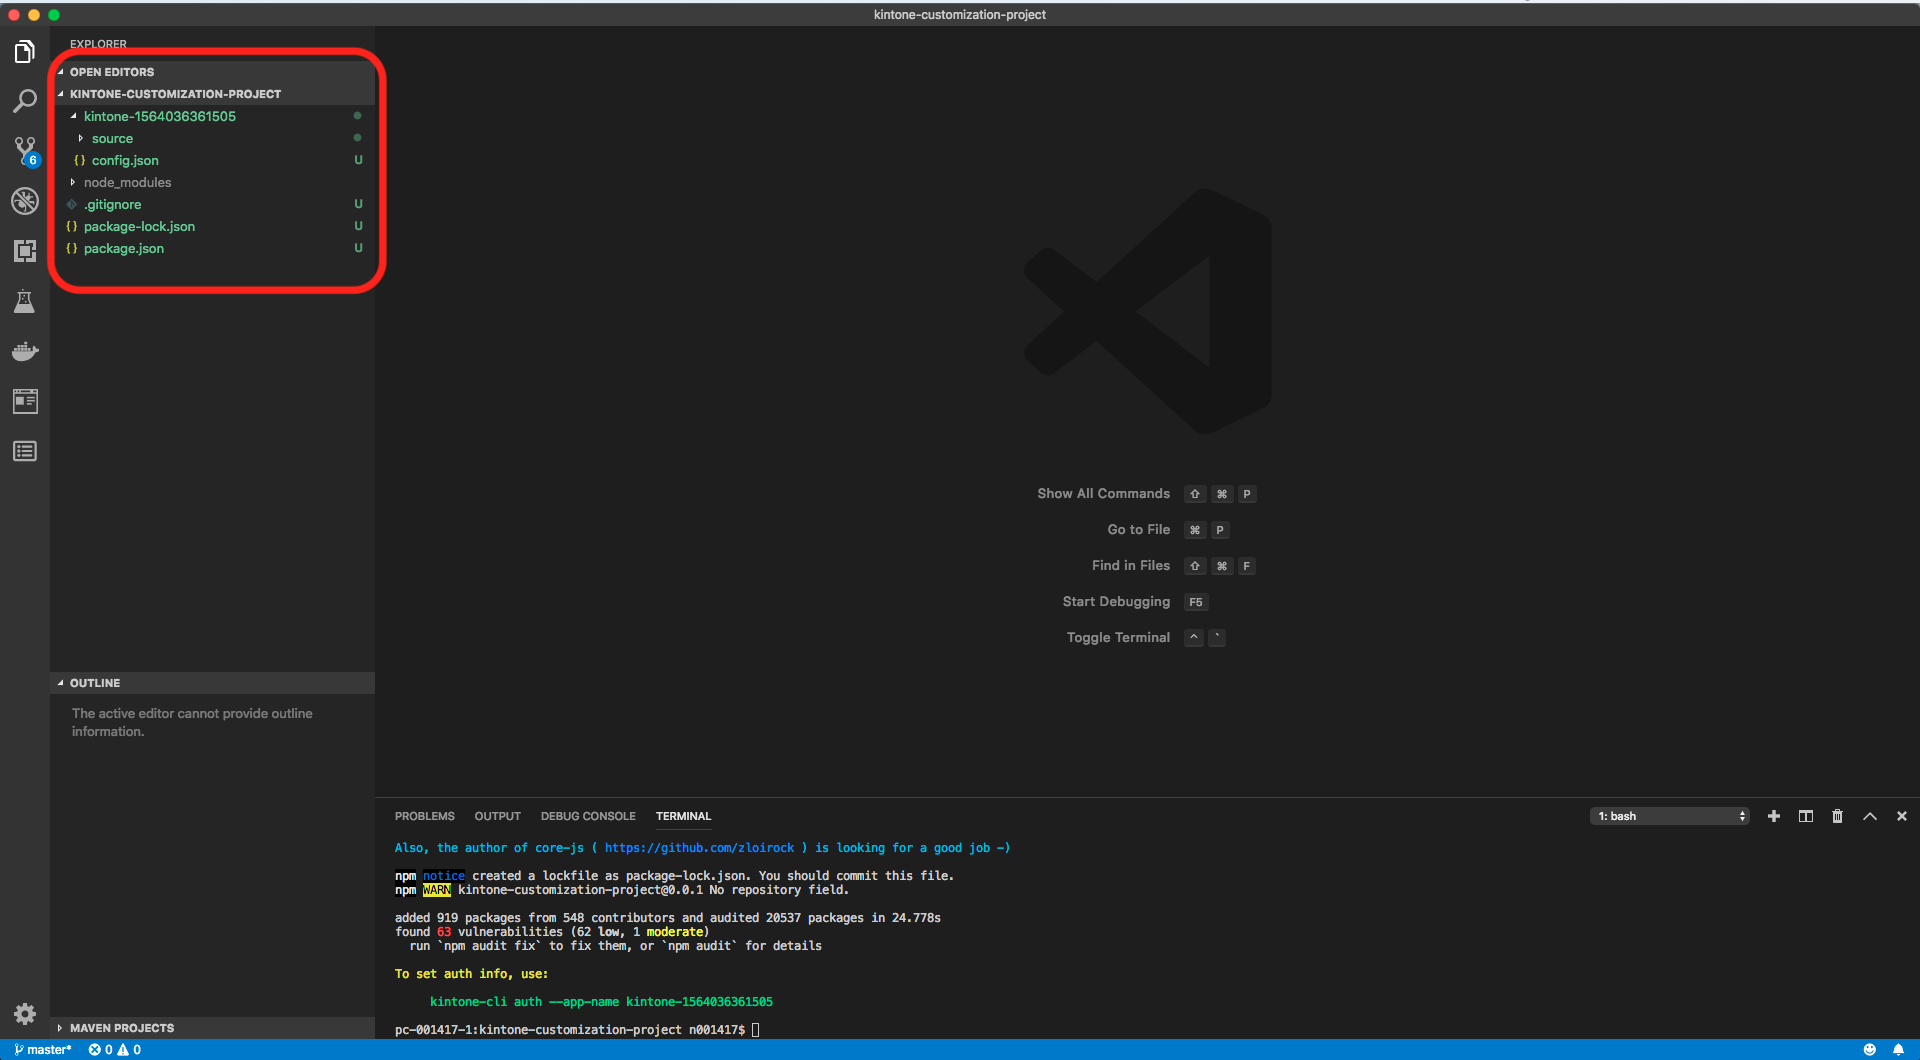 kintone-customization-project
EXPLORER
OPEN EDITORS
KINTONE-CUSTOMIZATION-PROJECT
kintone-1564036361505
source
{} config.json U
node_modules
.gitignore U
{} package-lock.json U
{} package.json U
6
Show All Commands ⇧ ⌘ P
Go to File ⌘ P
Find in Files ⇧ ⌘ F
Start Debugging F5
Toggle Terminal ^ `
OUTLINE
The active editor cannot provide outline
information.
MAVEN PROJECTS
PROBLEMS OUTPUT DEBUG CONSOLE TERMINAL 1: bash
Also, the author of core-js ( https://github.com/zloirock ) is looking for a good job -)
npm notice created a lockfile as package-lock.json. You should commit this file.
npm WARN kintone-customization-project@0.0.1 No repository field.
added 919 packages from 548 contributors and audited 20537 packages in 24.778s
found 63 vulnerabilities (62 low, 1 moderate)
run `npm audit fix` to fix them, or `npm audit` for details
To set auth info, use:
kintone-cli auth --app-name kintone-1564036361505
pc-001417-1:kintone-customization-project n001417$
master* 0 0